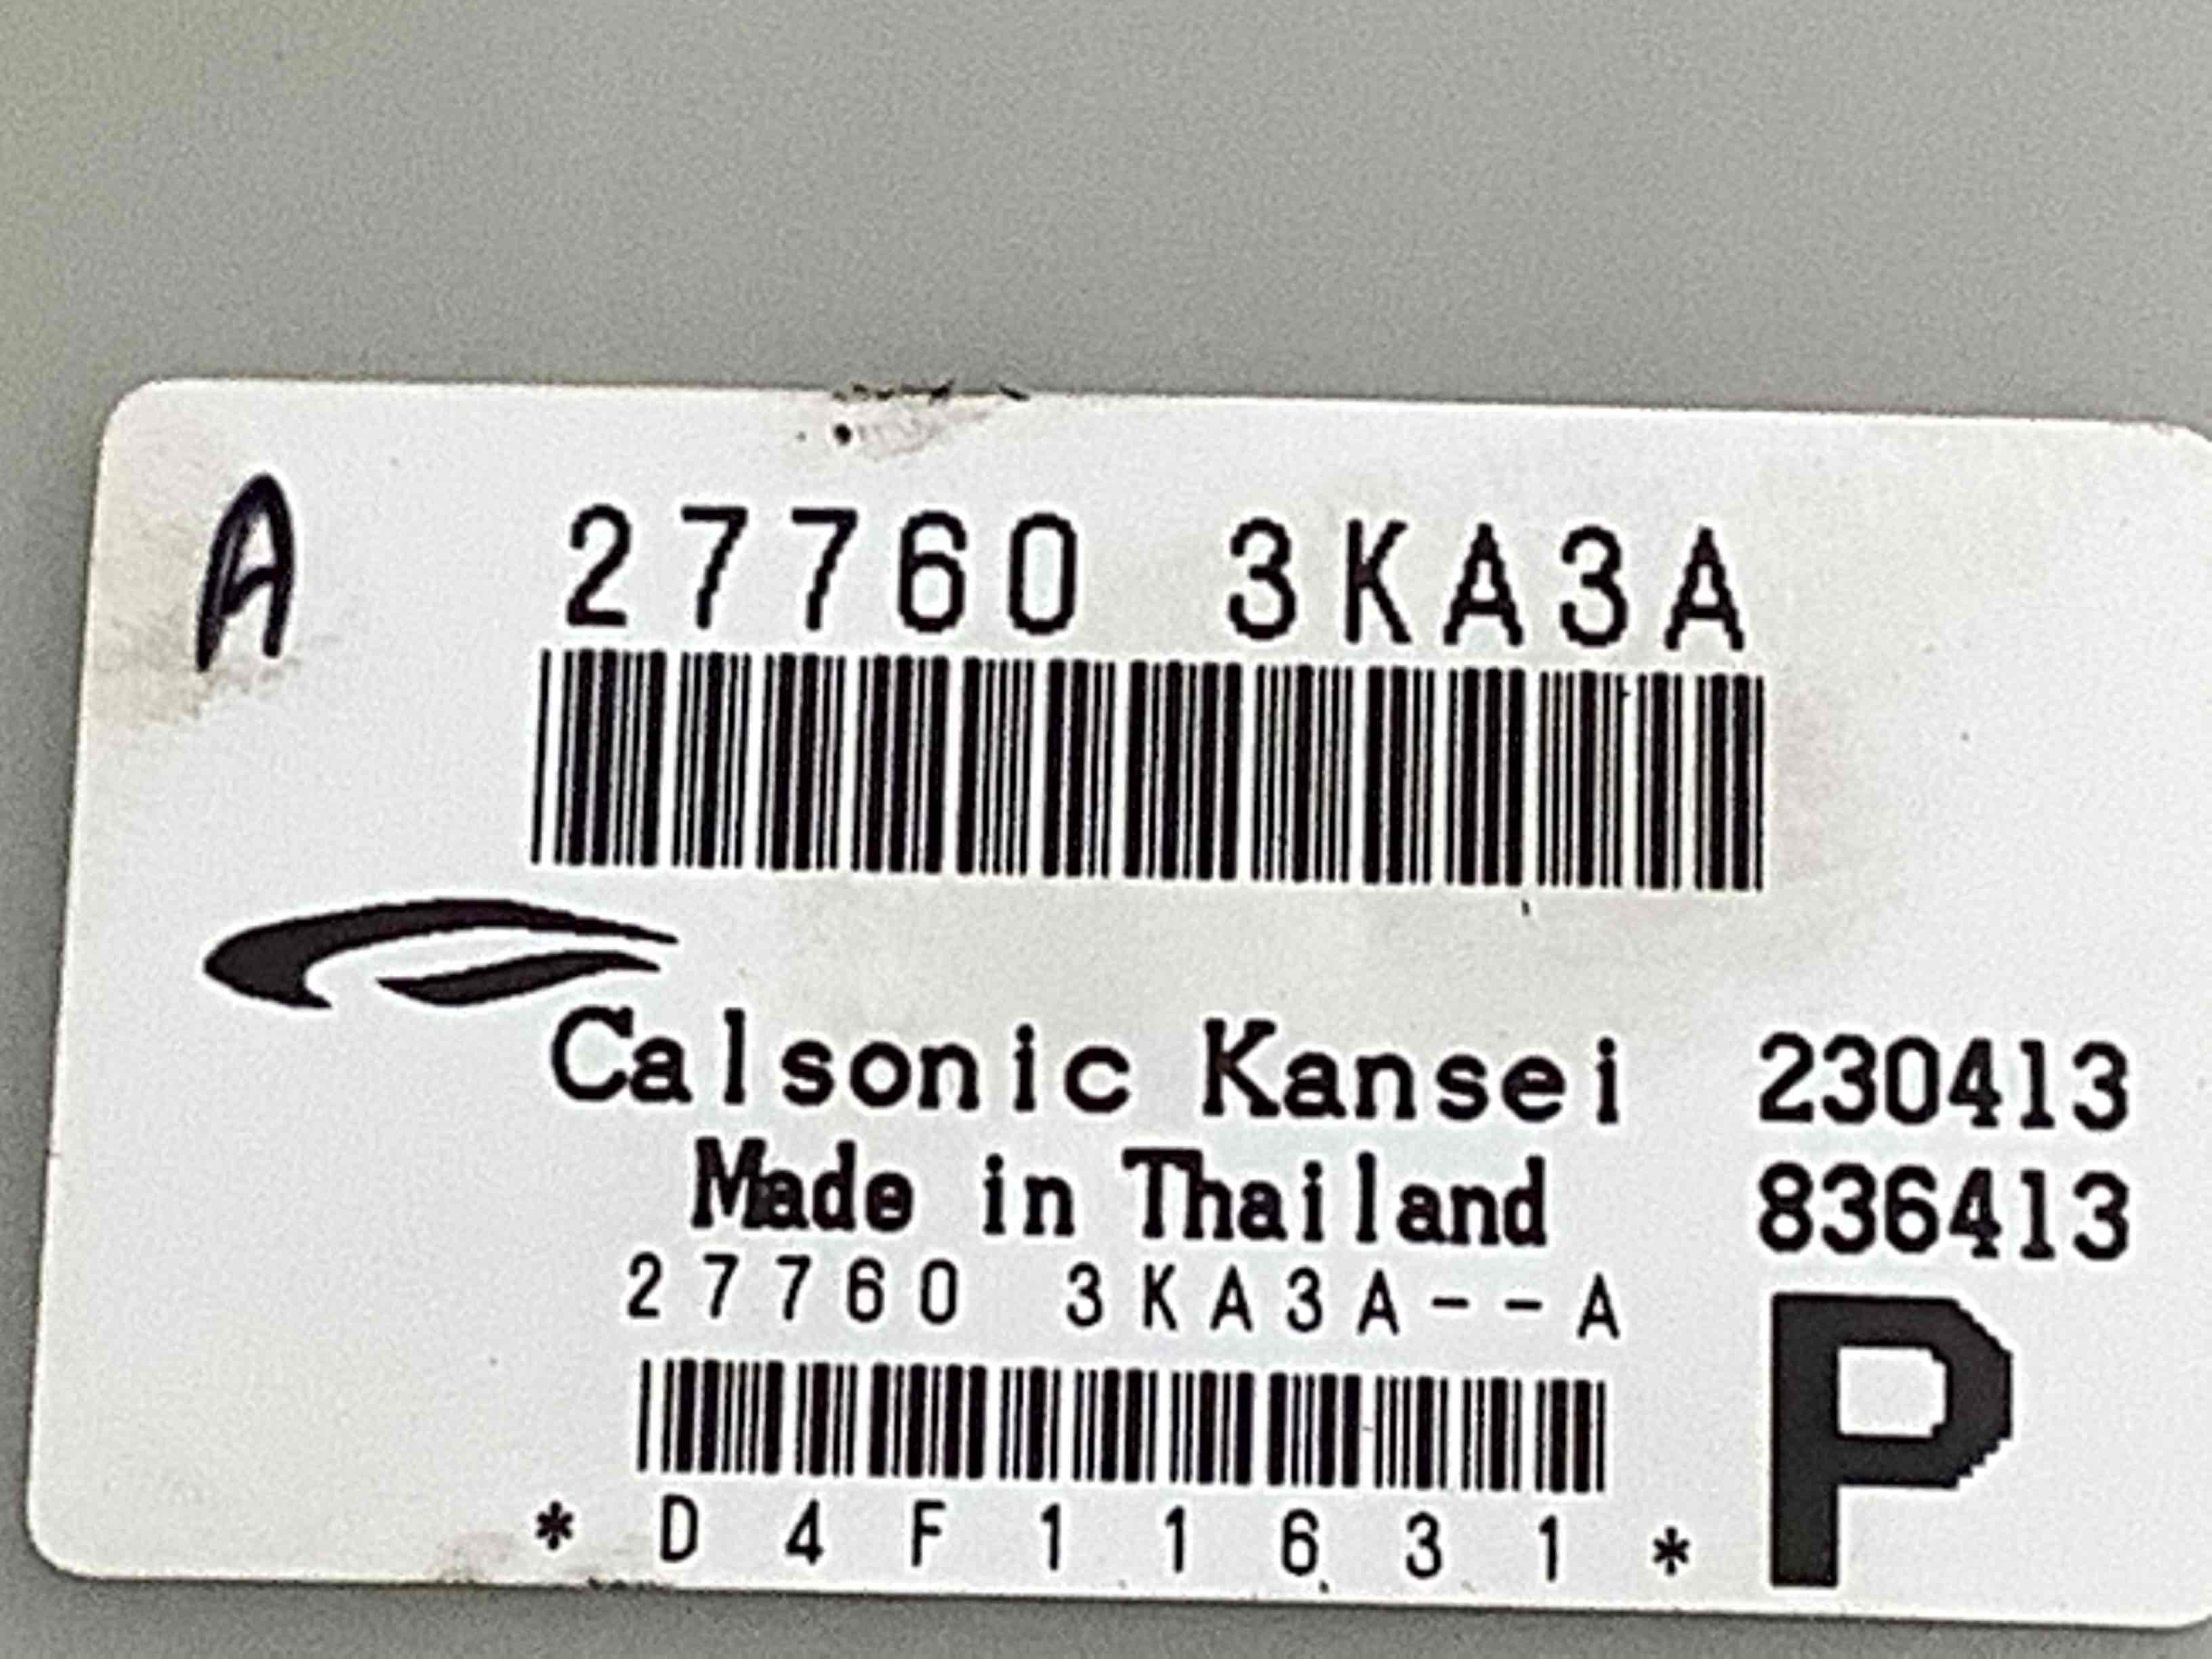 A 27760 3KA3A
Calsonic Kansei 230413
Made in Thailand 836413
27760 3KA3A--A
P
*D4F11631*